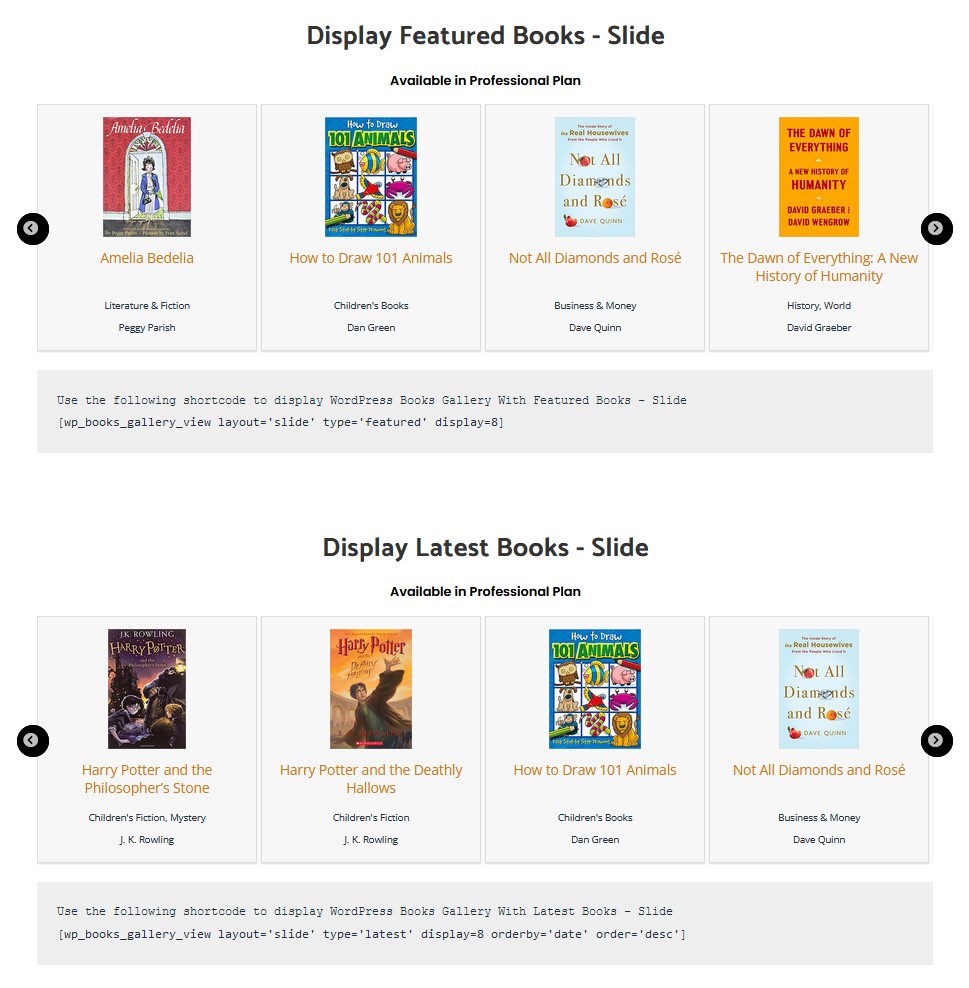 Display Featured Books - Slide
Available in Professional Plan
Amelia Bedelia
How to Draw
101 ANIMALS
The Inside Story of
the Real Housewives
From the People Who Lived It
Not All
Diamonds
and Rosé
DAVE QUINN
THE DAWN OF
EVERYTHING
A NEW HISTORY OF
HUMANITY
DAVID GRAEBER |
DAVID WENGROW
Amelia Bedelia
How to Draw 101 Animals
Not All Diamonds and Rosé
The Dawn of Everything: A New
History of Humanity
Literature & Fiction
Children's Books
Business & Money
History, World
Peggy Parish
Dan Green
Dave Quinn
David Graeber
Use the following shortcode to display WordPress Books Gallery With Featured Books – Slide
[wp_books_gallery_view layout='slide' type='featured' display=8]
Display Latest Books - Slide
Available in Professional Plan
J.K. ROWLING
HARRY POTTER
and the
Philosopher's Stone
Harry Potter
DEATHLY
How to Draw
101 ANIMALS
The Inside Story of
the Real Housewives
From the People Who Lived It
Not All
Diamonds
and Rosé
DAVE QUINN
Harry Potter and the
Philosopher’s Stone
Harry Potter and the Deathly
Hallows
How to Draw 101 Animals
Not All Diamonds and Rosé
Children's Fiction, Mystery
Children's Fiction
Children's Books
Business & Money
J. K. Rowling
J. K. Rowling
Dan Green
Dave Quinn
Use the following shortcode to display WordPress Books Gallery With Latest Books – Slide
[wp_books_gallery_view layout='slide' type='latest' display=8 orderby='date' order='desc']